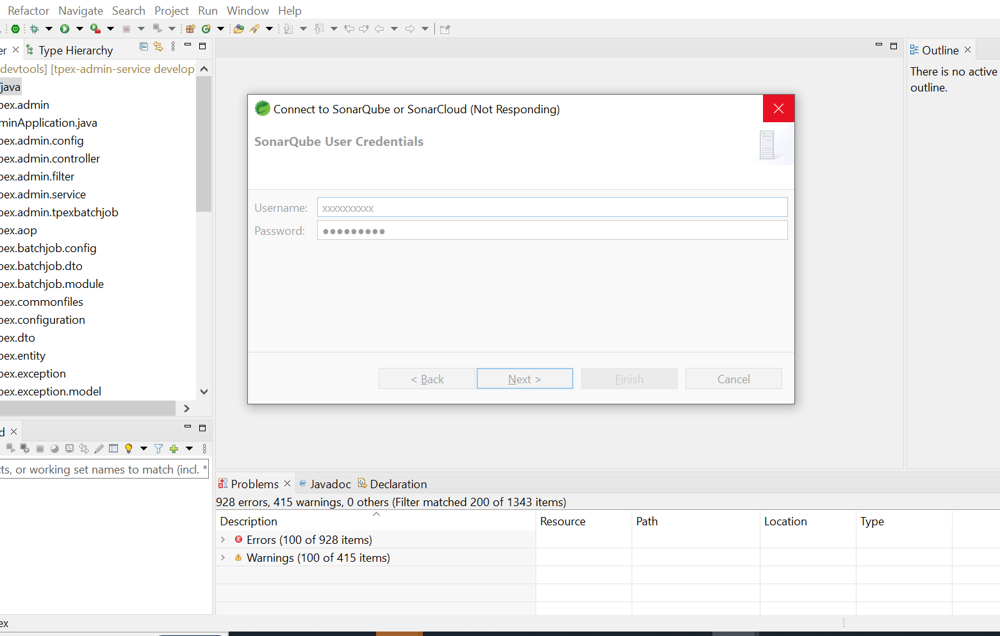 Refactor Navigate Search Project Run Window Help
er Type Hierarchy
devtools] [tpex-admin-service develop]
/java
pex.admin
minApplication.java
pex.admin.config
pex.admin.controller
pex.admin.filter
pex.admin.service
pex.admin.tpexbatchjob
pex.aop
pex.batchjob.config
pex.batchjob.dto
pex.batchjob.module
pex.commonfiles
pex.configuration
pex.dto
pex.entity
pex.exception
pex.exception.model
d
cts, or working set names to match (incl. *
Outline
There is no active
outline.
Connect to SonarQube or SonarCloud (Not Responding)
SonarQube User Credentials
Username: xxxxxxxxxx
Password: ●●●●●●●●●
< Back Next > Finish Cancel
Problems @ Javadoc Declaration
928 errors, 415 warnings, 0 others (Filter matched 200 of 1343 items)
Description Resource Path Location Type
Errors (100 of 928 items)
Warnings (100 of 415 items)
ex